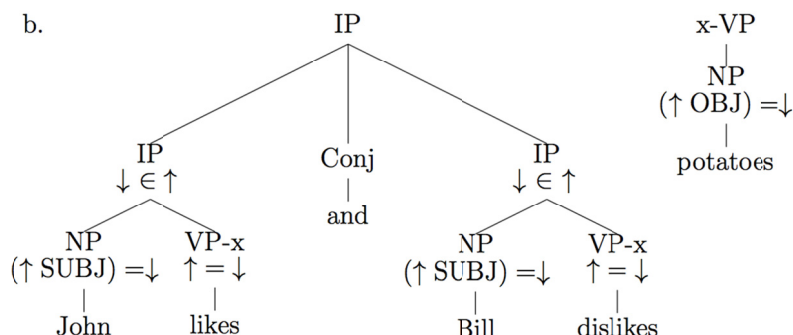 b.
IP
x-VP
NP
(↑ OBJ) =↓
potatoes
IP
↓ ∈ ↑
Conj
and
IP
↓ ∈ ↑
NP
(↑ SUBJ) =↓
John
VP-x
↑ = ↓
likes
NP
(↑ SUBJ) =↓
Bill
VP-x
↑ = ↓
dislikes